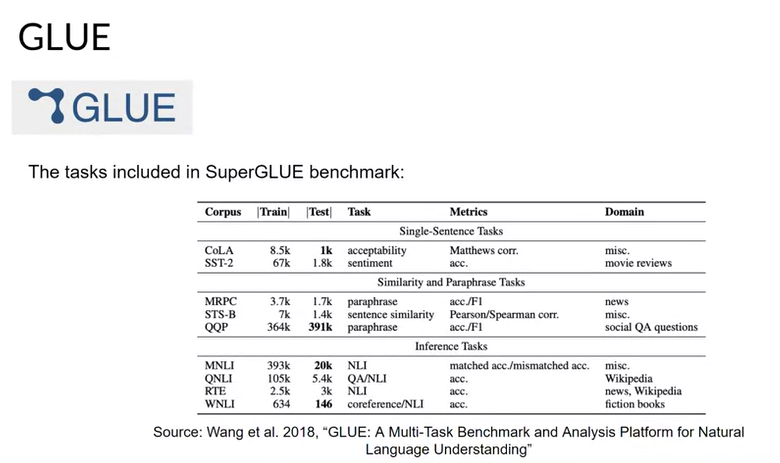 GLUE
GLUE
The tasks included in SuperGLUE benchmark:
Corpus |Train| |Test| Task Metrics Domain
Single-Sentence Tasks
CoLA 8.5k 1k acceptability Matthews corr. misc.
SST-2 67k 1.8k sentiment acc. movie reviews
Similarity and Paraphrase Tasks
MRPC 3.7k 1.7k paraphrase acc./F1 news
STS-B 7k 1.4k sentence similarity Pearson/Spearman corr. misc.
QQP 364k 391k paraphrase acc./F1 social QA questions
Inference Tasks
MNLI 393k 20k NLI matched acc./mismatched acc. misc.
QNLI 105k 5.4k QA/NLI acc. Wikipedia
RTE 2.5k 3k NLI acc. news, Wikipedia
WNLI 634 146 coreference/NLI acc. fiction books
Source: Wang et al. 2018, “GLUE: A Multi-Task Benchmark and Analysis Platform for Natural
Language Understanding”